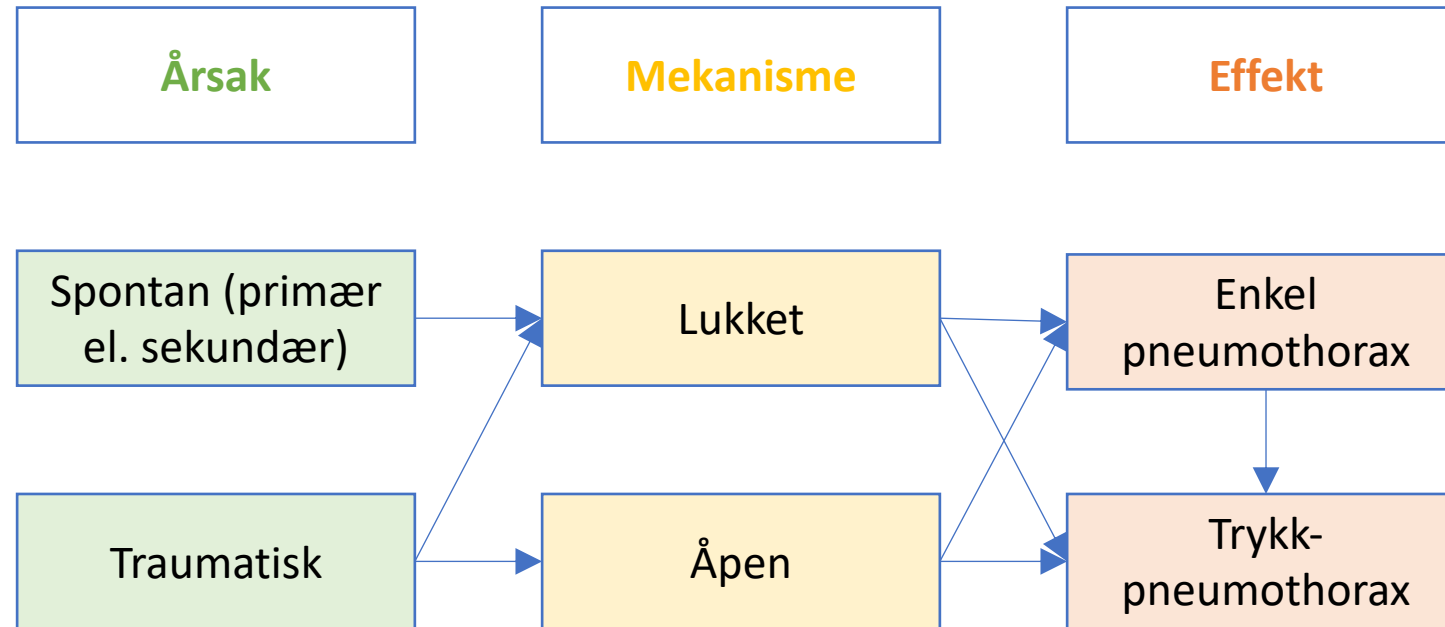 Årsak
Mekanisme
Effekt
Spontan (primær
el. sekundær)
Lukket
Enkel
pneumothorax
Traumatisk
Åpen
Trykk-
pneumothorax